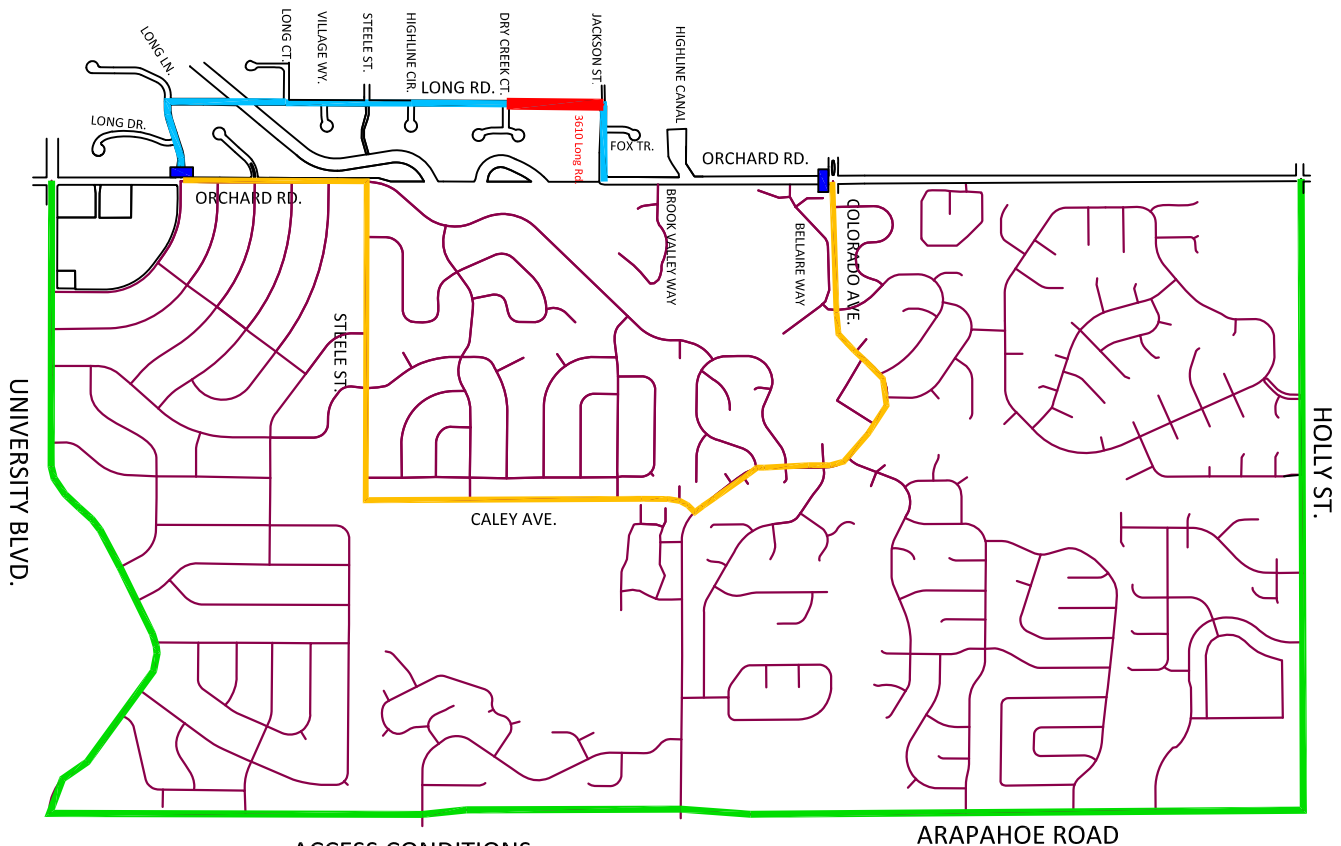 LONG LN.
LONG CT.
VILLAGE WY.
STEELE ST.
HIGHLINE CIR.
DRY CREEK CT.
JACKSON ST.
HIGHLINE CANAL
LONG RD.
LONG DR.
3610 Long Rd.
FOX TR.
ORCHARD RD.
ORCHARD RD.
BROOK VALLEY WAY
BELLAIRE WAY
COLORADO AVE.
STEELE ST.
UNIVERSITY BLVD.
HOLLY ST.
CALEY AVE.
ARAPAHOE ROAD
ACCESS CONDITIONS